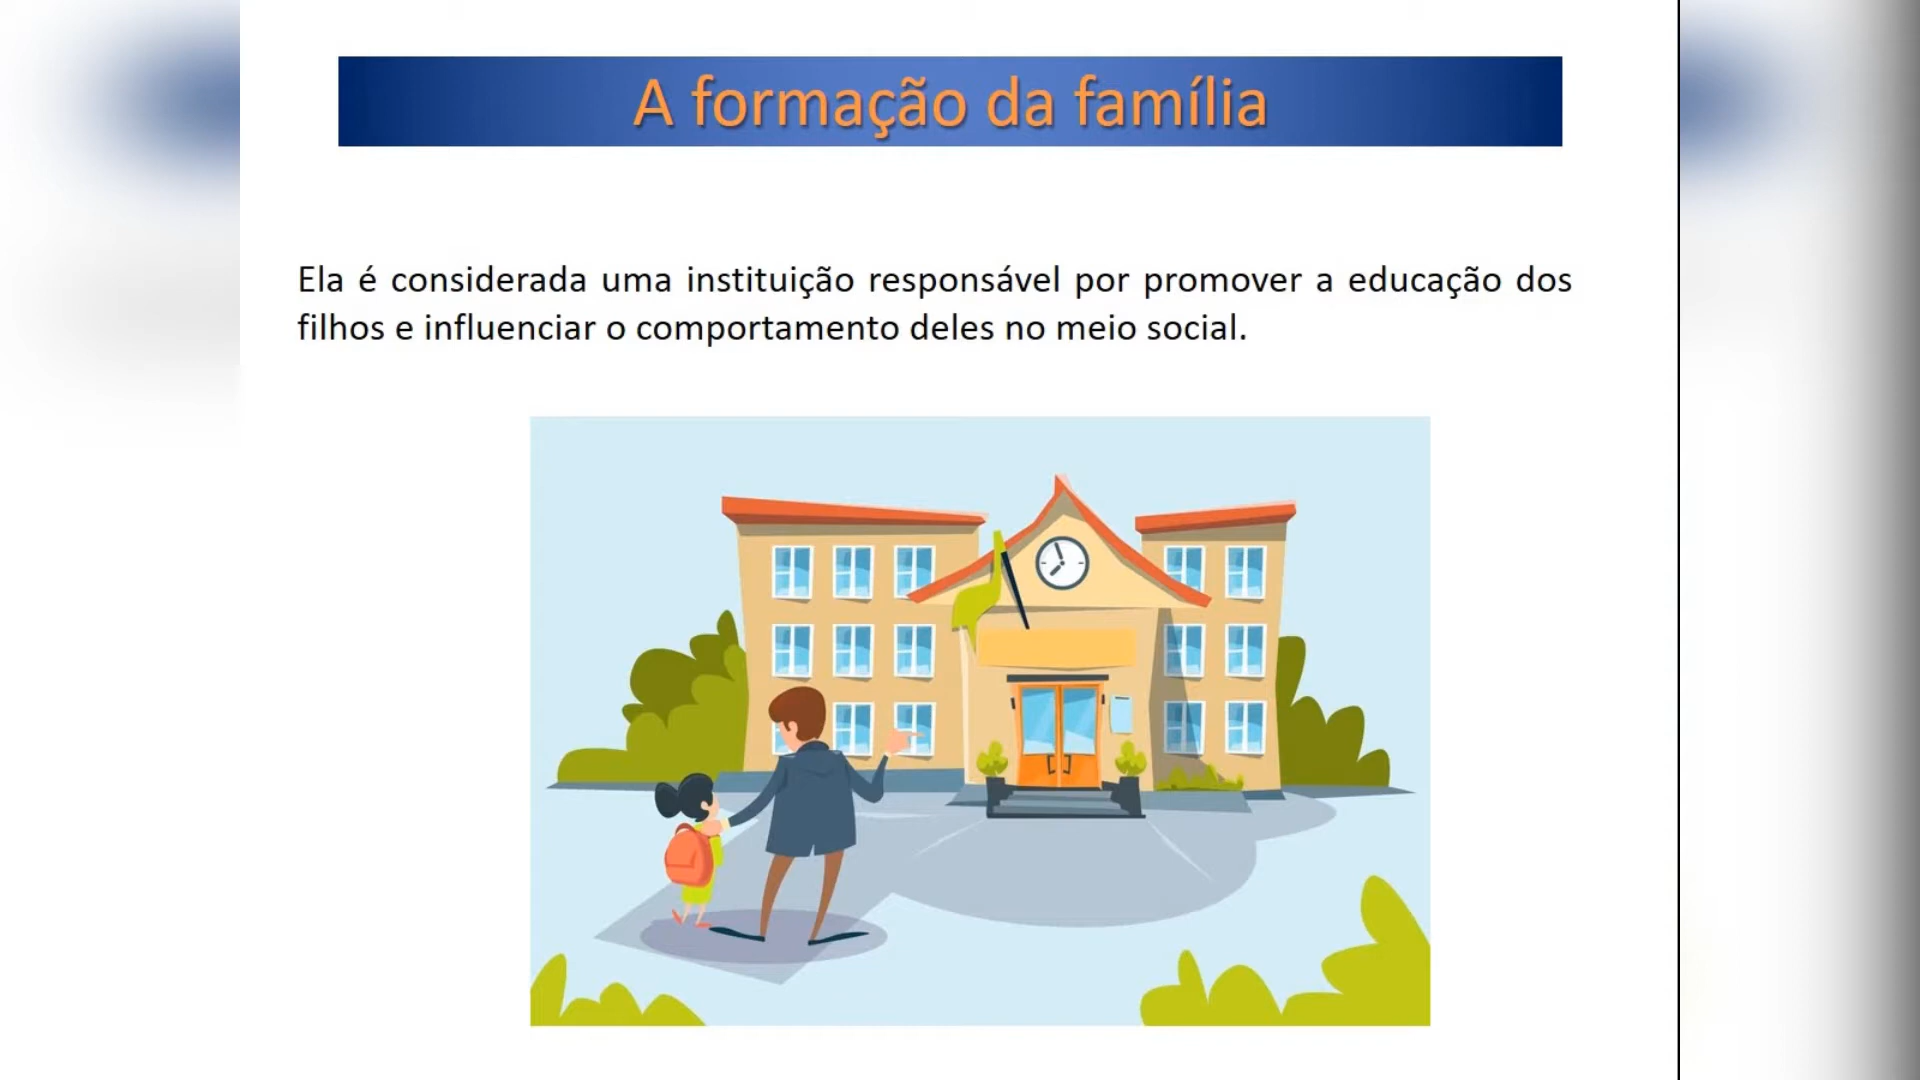 A formação da família
Ela é considerada uma instituição responsável por promover a educação dos
filhos e influenciar o comportamento deles no meio social.